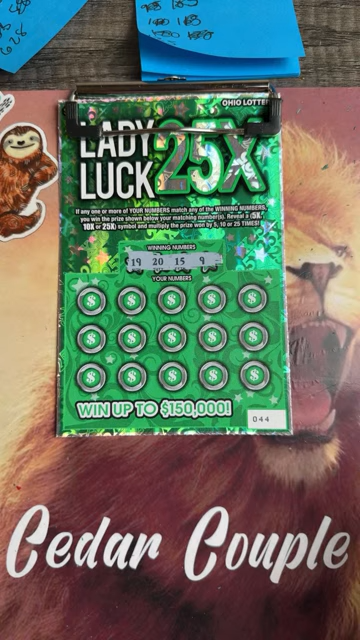 OHIO LOTTER
LADY
LUCK 25X
If any one or more of YOUR NUMBERS match any of the WINNING NUMBERS,
you win the prize shown below your matching number(s). Reveal a (5X,
10X or 25X) symbol and multiply the prize won by 5, 10 or 25 TIMES!
WINNING NUMBERS
19 20 15 9
YOUR NUMBERS
$ $ $ $ $
$ $ $ $ $
$ $ $ $ $
WIN UP TO $150,000!
044
Cedar Couple